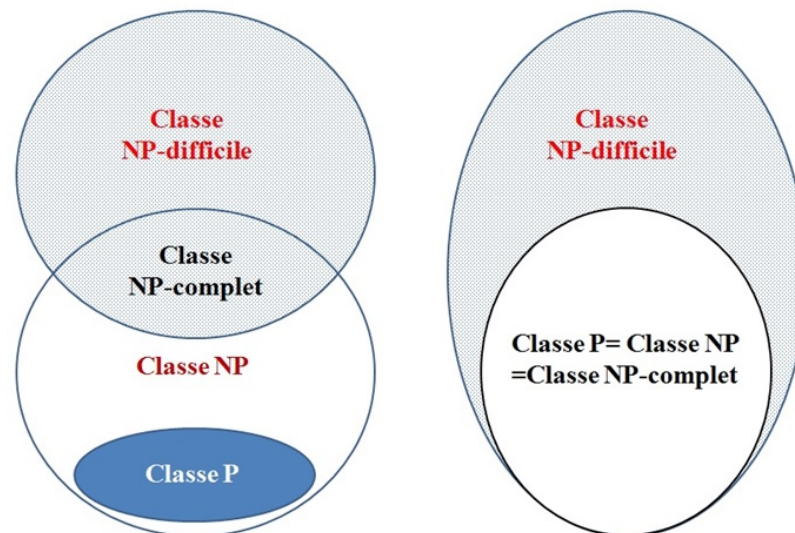 Classe
NP-difficile
Classe
NP-complet
Classe NP
Classe P
Classe
NP-difficile
Classe P= Classe NP
=Classe NP-complet